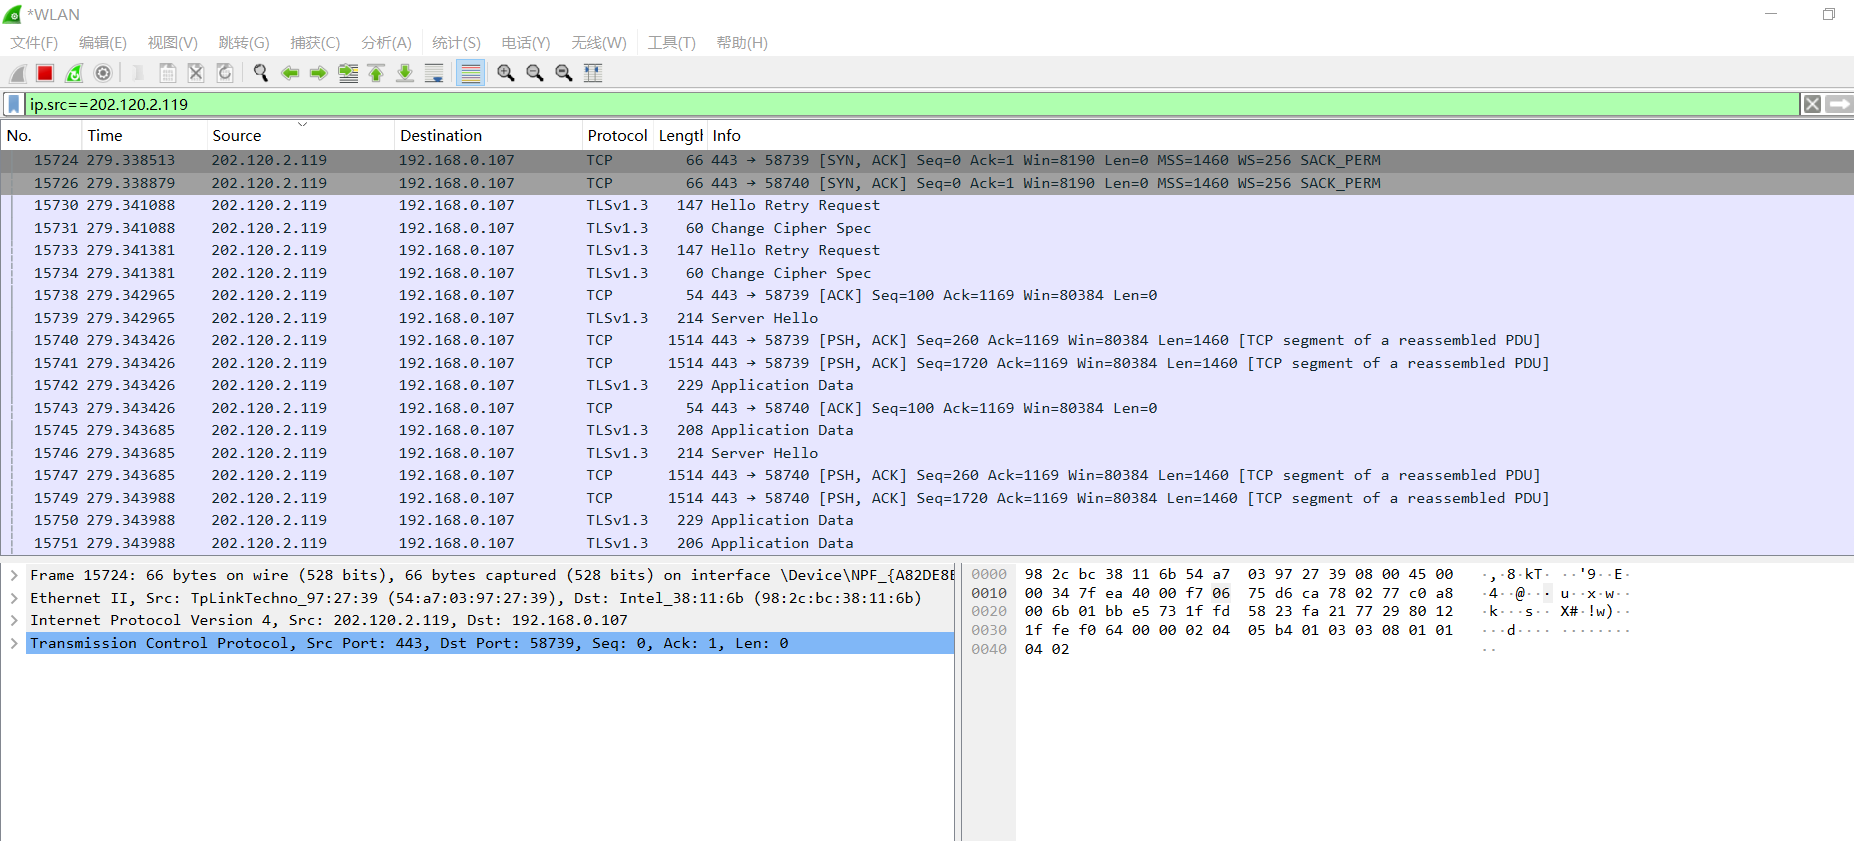 *WLAN
文件(F) 编辑(E) 视图(V) 跳转(G) 捕获(C) 分析(A) 统计(S) 电话(Y) 无线(W) 工具(T) 帮助(H)
ip.src==202.120.2.119
No. Time Source Destination Protocol Length Info
15724 279.338513 202.120.2.119 192.168.0.107 TCP 66 443 → 58739 [SYN, ACK] Seq=0 Ack=1 Win=8190 Len=0 MSS=1460 WS=256 SACK_PERM
15726 279.338879 202.120.2.119 192.168.0.107 TCP 66 443 → 58740 [SYN, ACK] Seq=0 Ack=1 Win=8190 Len=0 MSS=1460 WS=256 SACK_PERM
15730 279.341088 202.120.2.119 192.168.0.107 TLSv1.3 147 Hello Retry Request
15731 279.341088 202.120.2.119 192.168.0.107 TLSv1.3 60 Change Cipher Spec
15733 279.341381 202.120.2.119 192.168.0.107 TLSv1.3 147 Hello Retry Request
15734 279.341381 202.120.2.119 192.168.0.107 TLSv1.3 60 Change Cipher Spec
15738 279.342965 202.120.2.119 192.168.0.107 TCP 54 443 → 58739 [ACK] Seq=100 Ack=1169 Win=80384 Len=0
15739 279.342965 202.120.2.119 192.168.0.107 TLSv1.3 214 Server Hello
15740 279.343426 202.120.2.119 192.168.0.107 TCP 1514 443 → 58739 [PSH, ACK] Seq=260 Ack=1169 Win=80384 Len=1460 [TCP segment of a reassembled PDU]
15741 279.343426 202.120.2.119 192.168.0.107 TCP 1514 443 → 58739 [PSH, ACK] Seq=1720 Ack=1169 Win=80384 Len=1460 [TCP segment of a reassembled PDU]
15742 279.343426 202.120.2.119 192.168.0.107 TLSv1.3 229 Application Data
15743 279.343426 202.120.2.119 192.168.0.107 TCP 54 443 → 58740 [ACK] Seq=100 Ack=1169 Win=80384 Len=0
15745 279.343685 202.120.2.119 192.168.0.107 TLSv1.3 208 Application Data
15746 279.343685 202.120.2.119 192.168.0.107 TLSv1.3 214 Server Hello
15747 279.343685 202.120.2.119 192.168.0.107 TCP 1514 443 → 58740 [PSH, ACK] Seq=260 Ack=1169 Win=80384 Len=1460 [TCP segment of a reassembled PDU]
15749 279.343988 202.120.2.119 192.168.0.107 TCP 1514 443 → 58740 [PSH, ACK] Seq=1720 Ack=1169 Win=80384 Len=1460 [TCP segment of a reassembled PDU]
15750 279.343988 202.120.2.119 192.168.0.107 TLSv1.3 229 Application Data
15751 279.343988 202.120.2.119 192.168.0.107 TLSv1.3 206 Application Data
Frame 15724: 66 bytes on wire (528 bits), 66 bytes captured (528 bits) on interface \Device\NPF_{A82DE8E
Ethernet II, Src: TpLinkTechno_97:27:39 (54:a7:03:97:27:39), Dst: Intel_38:11:6b (98:2c:bc:38:11:6b)
Internet Protocol Version 4, Src: 202.120.2.119, Dst: 192.168.0.107
Transmission Control Protocol, Src Port: 443, Dst Port: 58739, Seq: 0, Ack: 1, Len: 0
0000 98 2c bc 38 11 6b 54 a7 03 97 27 39 08 00 45 00 ·,·8·kT· ··'9··E·
0010 00 34 7f ea 40 00 f7 06 75 d6 ca 78 02 77 c0 a8 ·4··@··· u··x·w··
0020 00 6b 01 bb e5 73 1f fd 58 23 fa 21 77 29 80 12 ·k···s·· X#·!w)··
0030 1f fe f0 64 00 00 02 04 05 b4 01 03 03 08 01 01 ···d···· ········
0040 04 02 ··